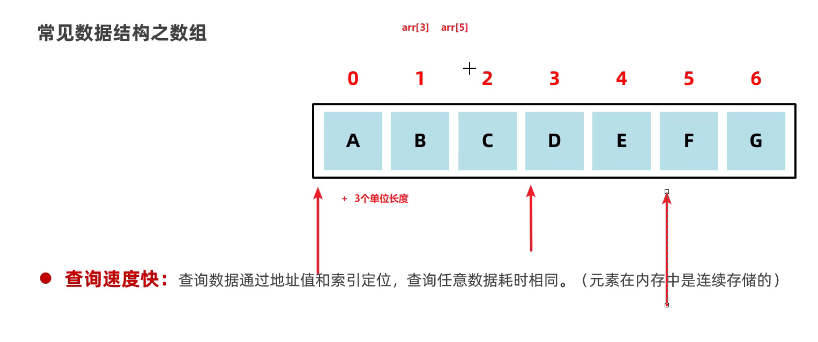 常见数据结构之数组
arr[3] arr[5]
0 1 2 3 4 5 6
A B C D E F G
+ 3个单位长度
查询速度快：查询数据通过地址值和索引定位，查询任意数据耗时相同。（元素在内存中是连续存储的）